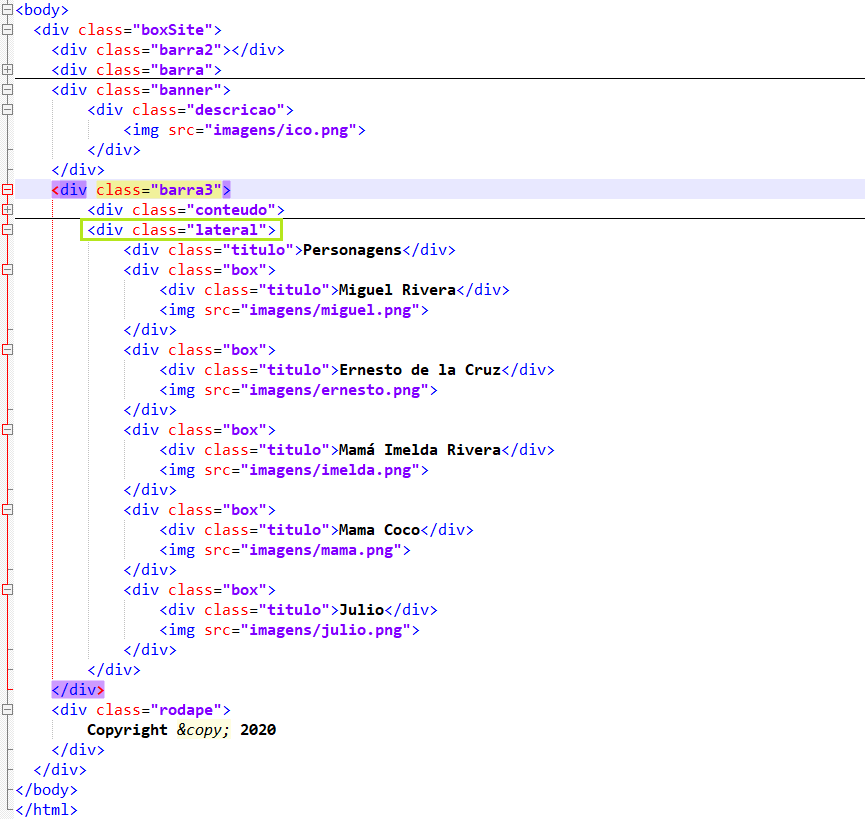 <body>
<div class="boxSite">
<div class="barra2"></div>
<div class="barra">
<div class="banner">
<div class="descricao">
<img src="imagens/ico.png">
</div>
</div>
<div class="barra3">
<div class="conteudo">
<div class="lateral">
<div class="titulo">Personagens</div>
<div class="box">
<div class="titulo">Miguel Rivera</div>
<img src="imagens/miguel.png">
</div>
<div class="box">
<div class="titulo">Ernesto de la Cruz</div>
<img src="imagens/ernesto.png">
</div>
<div class="box">
<div class="titulo">Mamá Imelda Rivera</div>
<img src="imagens/imelda.png">
</div>
<div class="box">
<div class="titulo">Mama Coco</div>
<img src="imagens/mama.png">
</div>
<div class="box">
<div class="titulo">Julio</div>
<img src="imagens/julio.png">
</div>
</div>
</div>
<div class="rodape">
Copyright &copy; 2020
</div>
</div>
</body>
</html>